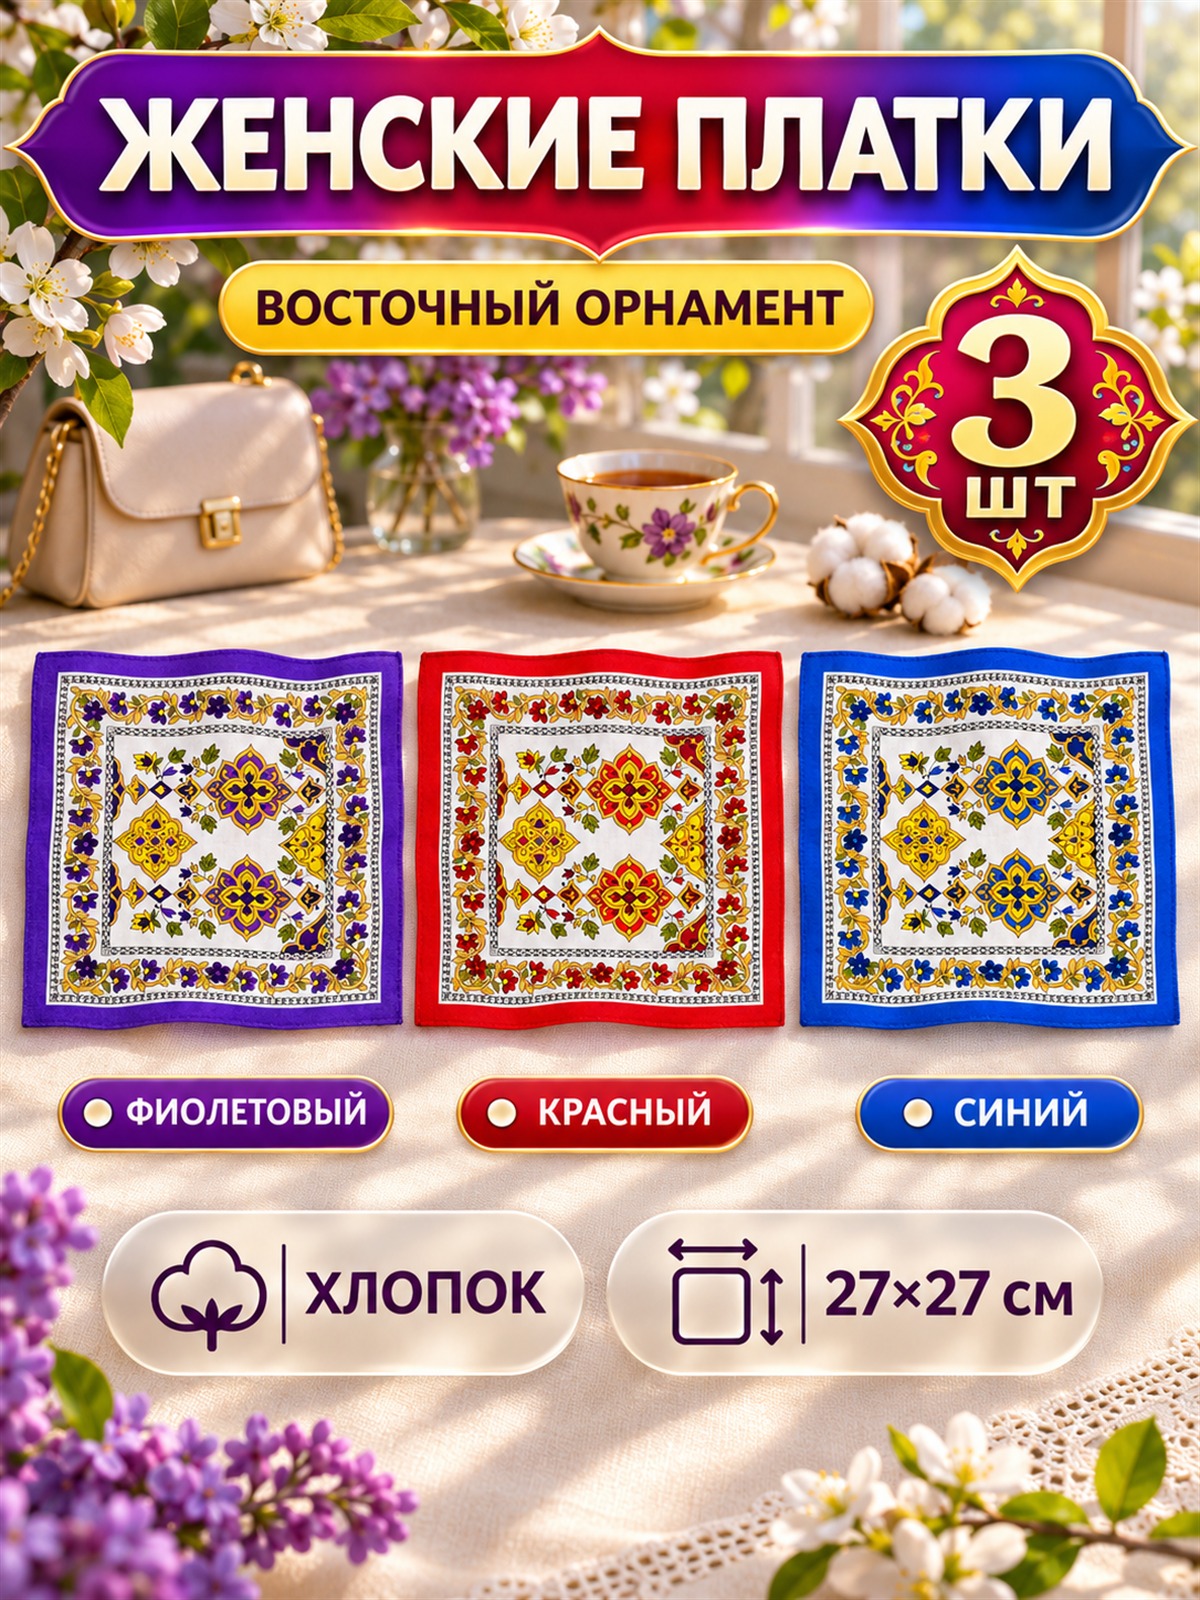 ЖЕНСКИЕ ПЛАТКИ
ВОСТОЧНЫЙ ОРНАМЕНТ
3
ШТ
ФИОЛЕТОВЫЙ
КРАСНЫЙ
СИНИЙ
ХЛОПОК
27×27 см